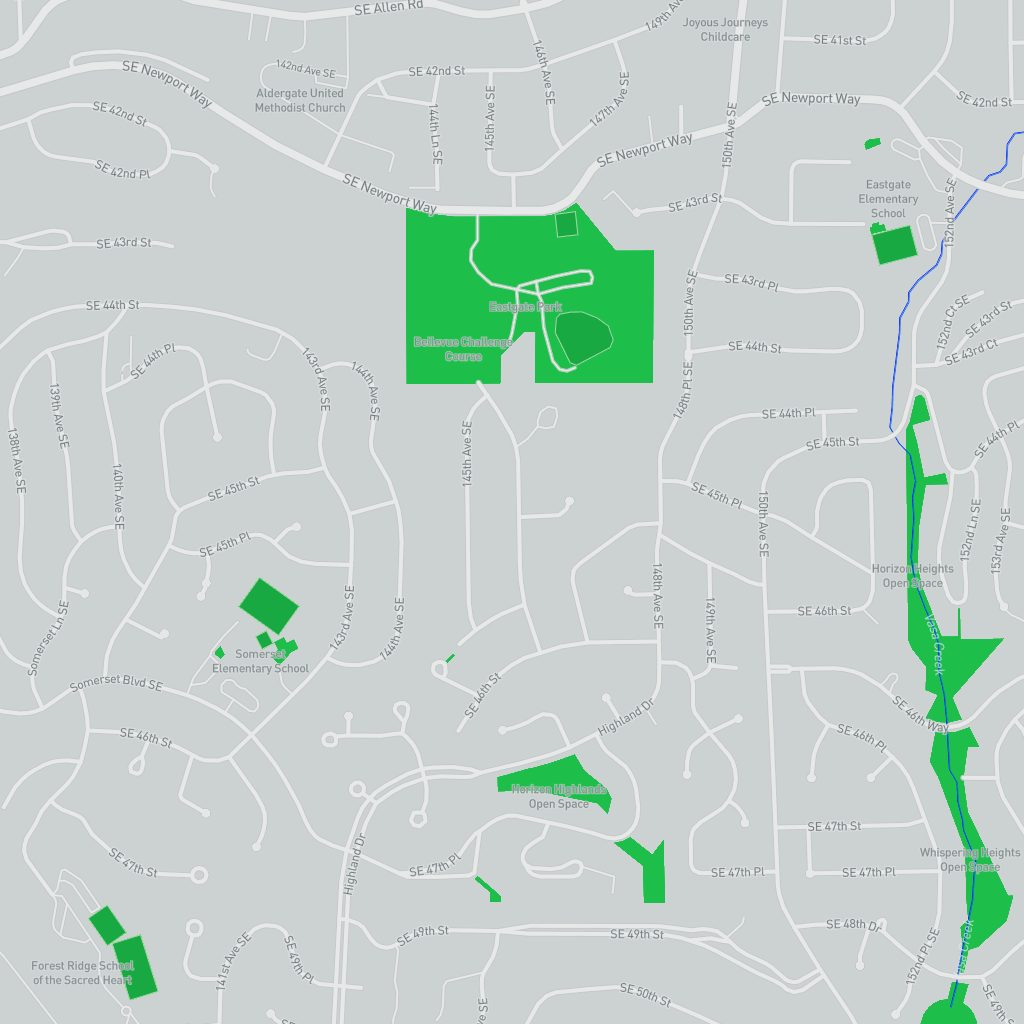 SE Allen Rd
149th Ave
Joyous Journeys
Childcare
SE 41st St
146th Ave SE
142nd Ave SE
SE 42nd St
SE Newport Way
Aldergate United
Methodist Church
147th Ave SE
SE Newport Way
SE 42nd St
SE 42nd St
144th Ln SE
145th Ave SE
150th Ave SE
SE Newport Way
SE 42nd Pl
SE Newport Way
Eastgate
Elementary
School
SE 43rd St
152nd Ave SE
SE 43rd St
SE 43rd Pl
150th Ave SE
Eastgate Park
SE 44th St
152nd Ct SE
SE 43rd St
Bellevue Challenge
Course
SE 44th St
SE 43rd Ct
SE 44th Pl
143rd Ave SE
144th Ave SE
148th Pl SE
139th Ave SE
SE 44th Pl
SE 45th St
SE 44th Pl
138th Ave SE
145th Ave SE
140th Ave SE
SE 45th St
SE 45th Pl
150th Ave SE
152nd Ln SE
153rd Ave SE
SE 45th Pl
Horizon Heights
Open Space
148th Ave SE
149th Ave SE
SE 46th St
143rd Ave SE
144th Ave SE
Somerset Ln SE
Vasa Creek
Somerset
Elementary School
Somerset Blvd SE
SE 46th St
SE 46th Way
Highland Dr
SE 46th St
SE 46th Pl
Horizon Highlands
Open Space
SE 47th St
Highland Dr
SE 47th St
SE 47th Pl
SE 47th Pl
SE 47th Pl
Whispering Heights
Open Space
SE 48th Dr
SE 49th St
SE 49th St
141st Ave SE
SE 49th Pl
152nd Pl SE
Vasa Creek
Forest Ridge School
of the Sacred Heart
SE 50th St
SE 49th St